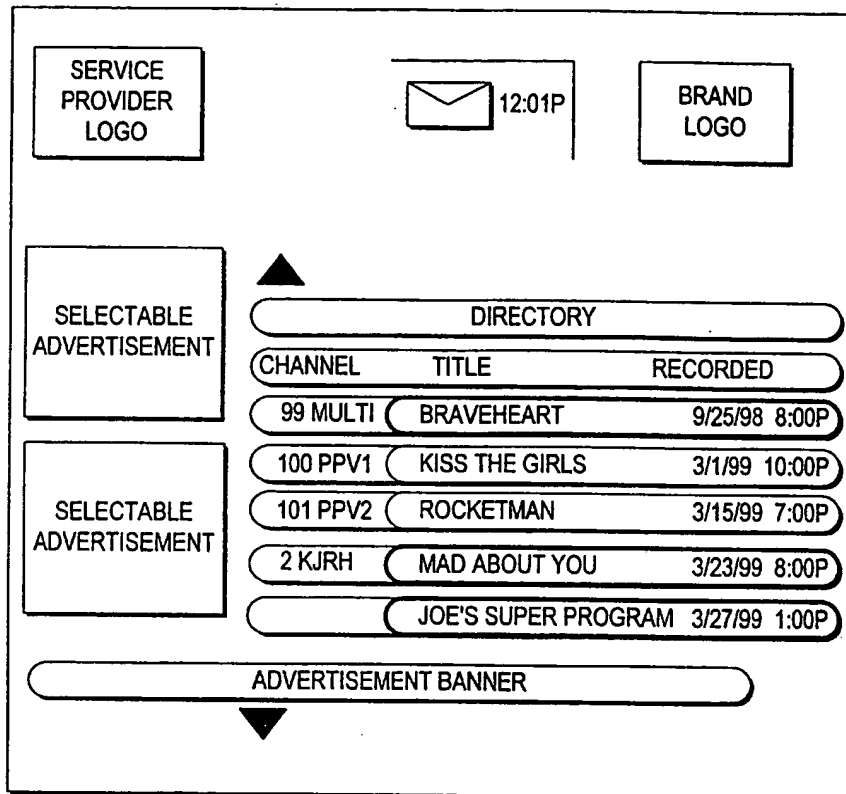 SERVICE
PROVIDER
LOGO
12:01P
BRAND
LOGO
SELECTABLE
ADVERTISEMENT
DIRECTORY
CHANNEL TITLE RECORDED
99 MULTI BRAVEHEART 9/25/98 8:00P
100 PPV1 KISS THE GIRLS 3/1/99 10:00P
101 PPV2 ROCKETMAN 3/15/99 7:00P
2 KJRH MAD ABOUT YOU 3/23/99 8:00P
JOE'S SUPER PROGRAM 3/27/99 1:00P
SELECTABLE
ADVERTISEMENT
ADVERTISEMENT BANNER